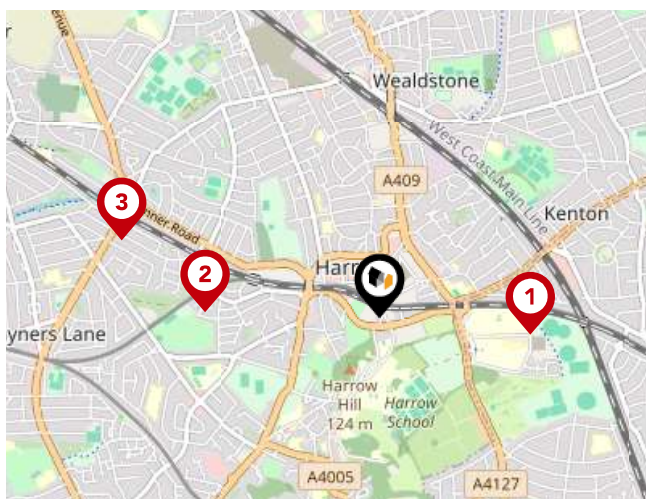 Wealdstone
West Coast Main Line
A409
3
nner Road
Kenton
2
Harr
1
yners Lane
Harrow
Hill
124 m
Harrow
School
A4005
A4127